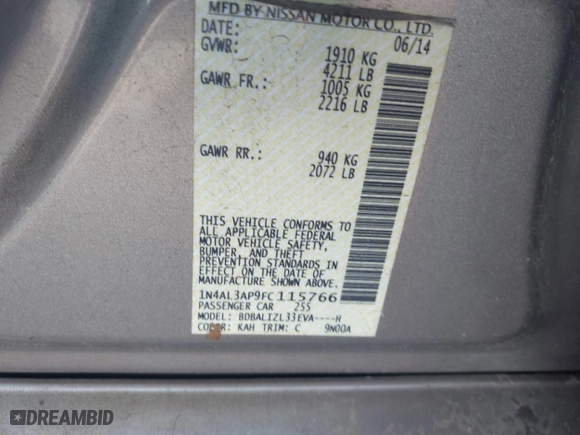 MFD BY NISSAN MOTOR CO., LTD.
DATE: 06/14
GVWR: 1910 KG
4211 LB
GAWR FR.: 1005 KG
2216 LB
GAWR RR.: 940 KG
2072 LB
THIS VEHICLE CONFORMS TO
ALL APPLICABLE FEDERAL
MOTOR VEHICLE SAFETY,
BUMPER, AND THEFT
PREVENTION STANDARDS IN
EFFECT ON THE DATE OF
MANUFACTURE SHOWN ABOVE.
1N4AL3AP9FC115766
PASSENGER CAR 255
MODEL: BDBALIZL33EVA----H
COLOR: KAH TRIM: C 9N00A
DREAMBID